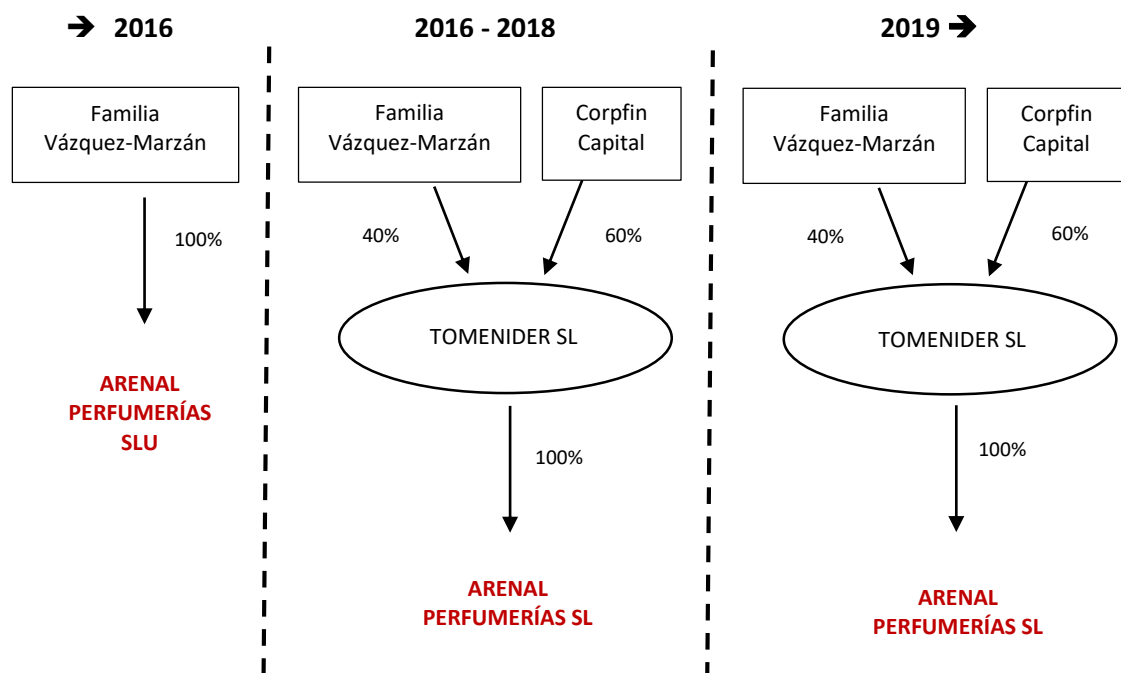 ➔ 2016
Familia
Vázquez-Marzán
100%
ARENAL
PERFUMERÍAS
SLU
2016 - 2018
Familia
Vázquez-Marzán
Corpfin
Capital
40%
60%
TOMENIDER SL
100%
ARENAL
PERFUMERÍAS SL
2019 ➔
Familia
Vázquez-Marzán
Corpfin
Capital
40%
60%
TOMENIDER SL
100%
ARENAL
PERFUMERÍAS SL